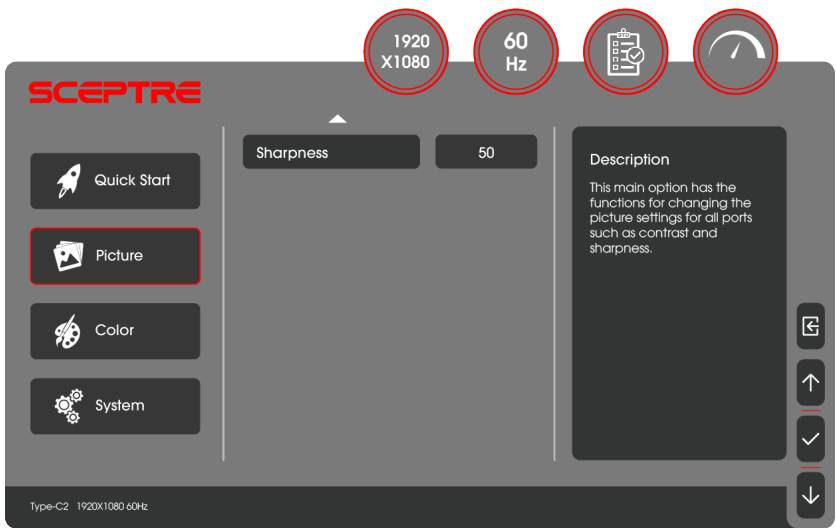 1920
X1080
60
Hz
SCEPTRE
Quick Start
Picture
Color
System
Sharpness
50
Description
This main option has the
functions for changing the
picture settings for all ports
such as contrast and
sharpness.
Type-C2 1920X1080 60Hz